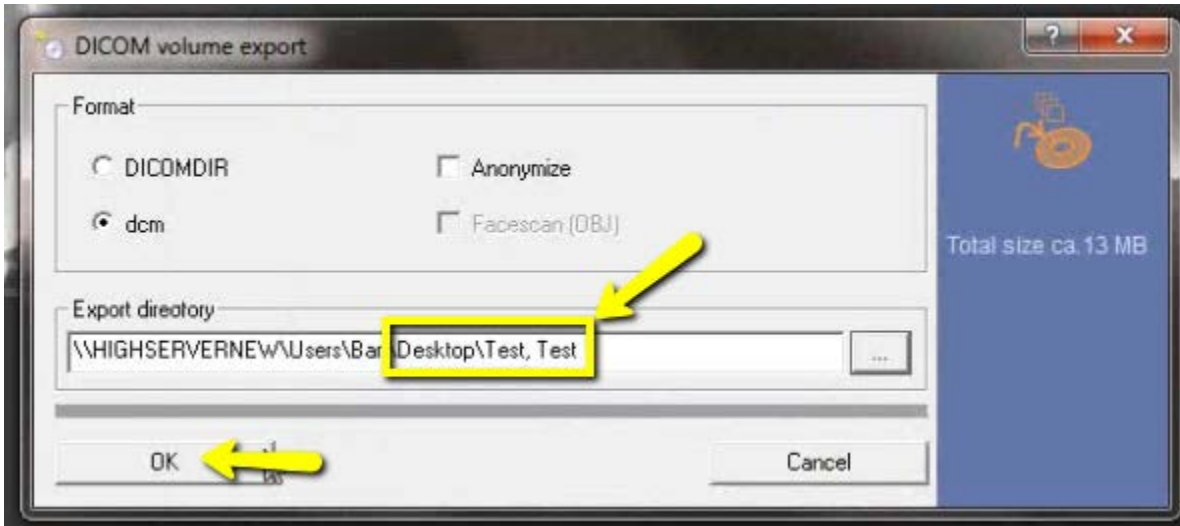 DICOM volume export
Format
DICOMDIR
Anonymize
dcm
Facescan (OBJ)
Total size ca. 13 MB
Export directory
\\HIGHSERVERNEW\Users\Bar\Desktop\Test, Test
...
OK
Cancel